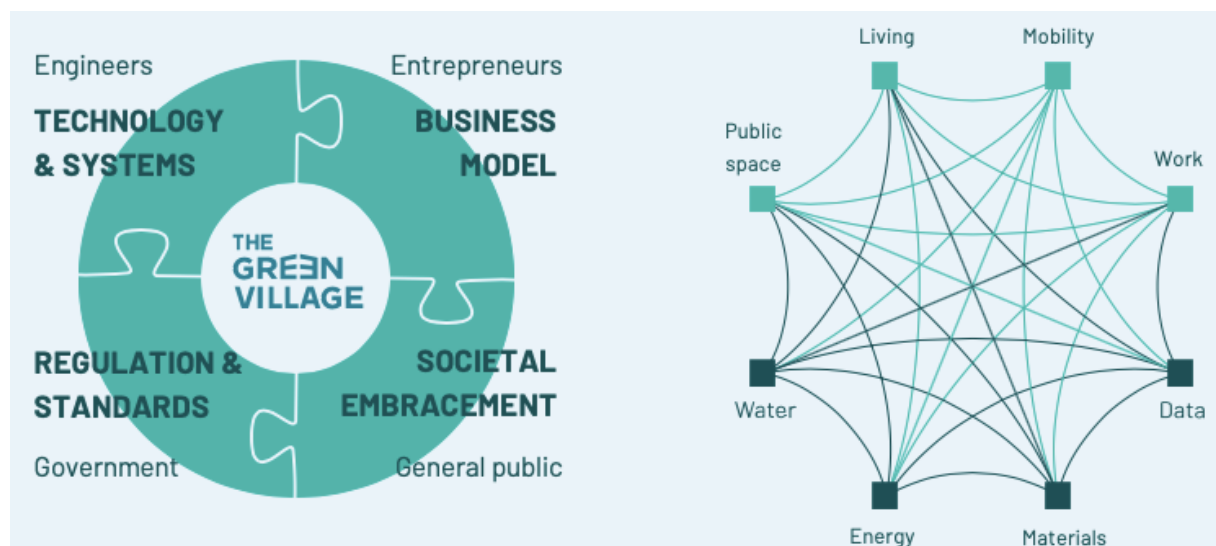 Engineers
Entrepreneurs
TECHNOLOGY
& SYSTEMS
BUSINESS
MODEL
THE
GREEN
VILLAGE
REGULATION &
STANDARDS
SOCIETAL
EMBRACEMENT
Government
General public
Living
Mobility
Public
space
Work
Water
Data
Energy
Materials